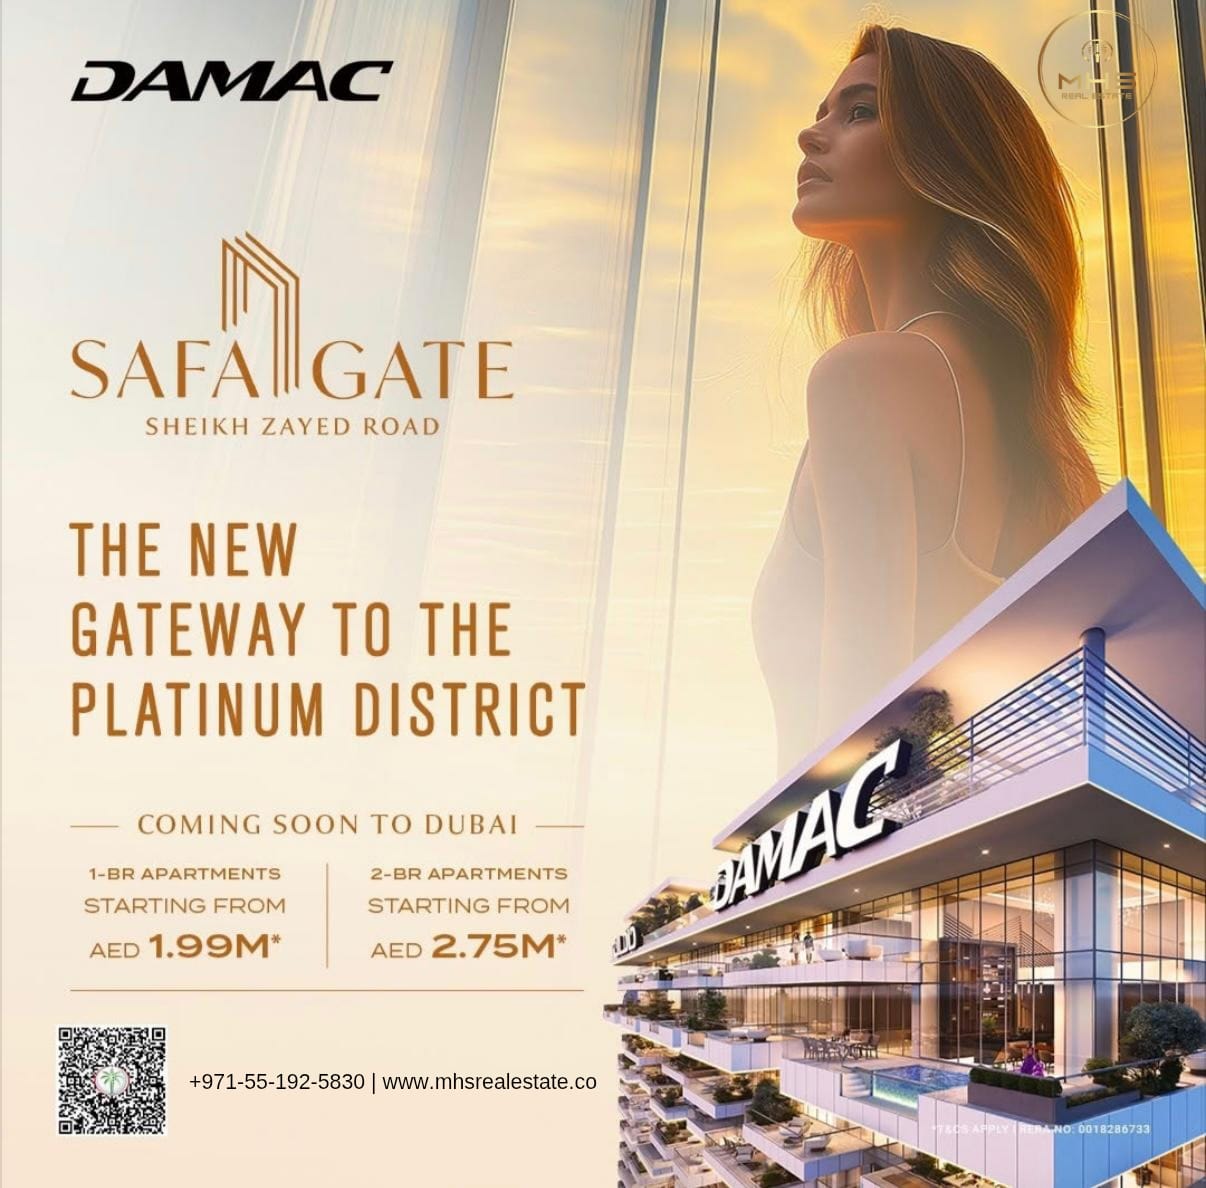 DAMAC
MHS
REAL ESTATE
SAFA GATE
SHEIKH ZAYED ROAD
THE NEW
GATEWAY TO THE
PLATINUM DISTRICT
COMING SOON TO DUBAI
1-BR APARTMENTS
STARTING FROM
AED 1.99M*
2-BR APARTMENTS
STARTING FROM
AED 2.75M*
DAMAC
+971-55-192-5830 | www.mhsrealestate.co
*T&CS APPLY | RERA NO: 0018286733